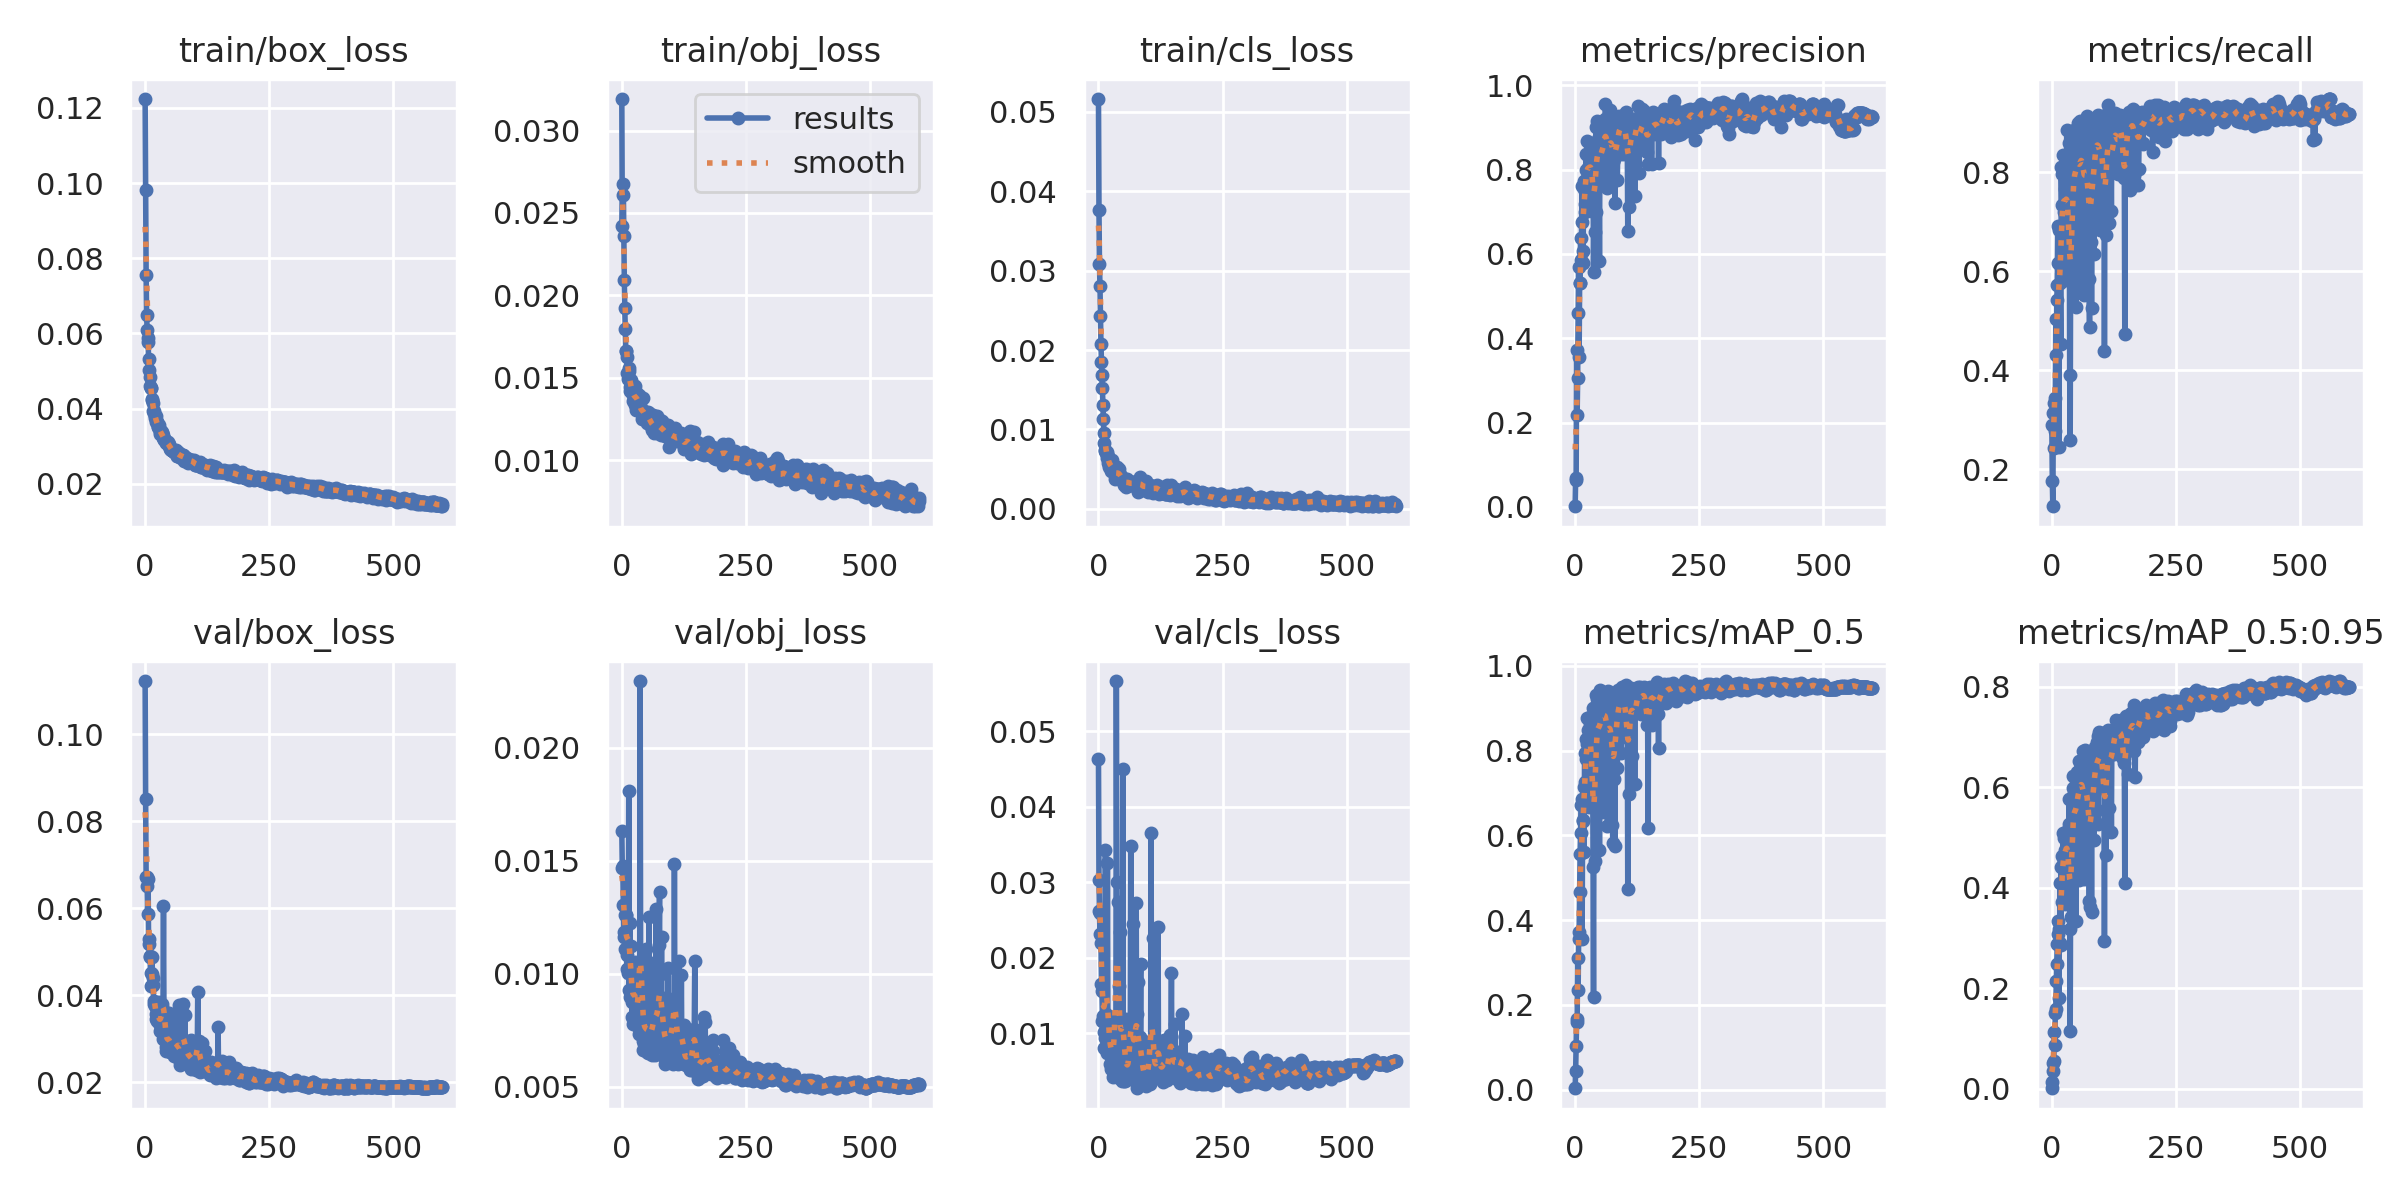 train/box_loss
0.12
0.10
0.08
0.06
0.04
0.02
0 250 500
train/obj_loss
results
smooth
0.030
0.025
0.020
0.015
0.010
0 250 500
train/cls_loss
0.05
0.04
0.03
0.02
0.01
0.00
0 250 500
metrics/precision
1.0
0.8
0.6
0.4
0.2
0.0
0 250 500
metrics/recall
0.8
0.6
0.4
0.2
0 250 500
val/box_loss
0.10
0.08
0.06
0.04
0.02
0 250 500
val/obj_loss
0.020
0.015
0.010
0.005
0 250 500
val/cls_loss
0.05
0.04
0.03
0.02
0.01
0 250 500
metrics/mAP_0.5
1.0
0.8
0.6
0.4
0.2
0.0
0 250 500
metrics/mAP_0.5:0.95
0.8
0.6
0.4
0.2
0.0
0 250 500